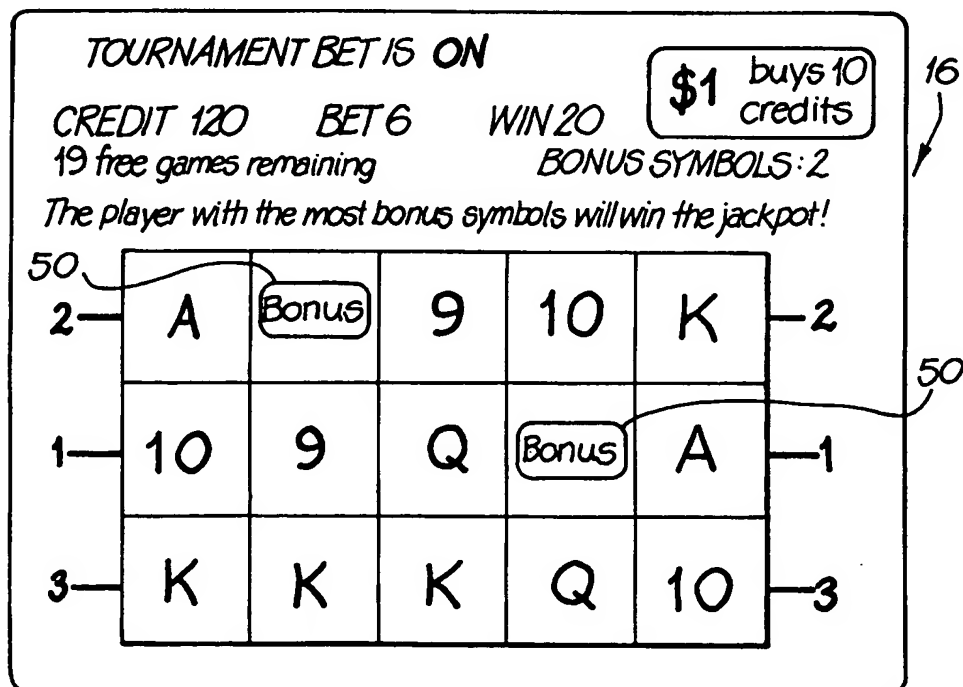 TOURNAMENT BET IS ON
$1 buys 10
credits
16
CREDIT 120 BET 6 WIN 20
19 free games remaining BONUS SYMBOLS: 2
The player with the most bonus symbols will win the jackpot!
50
2 A Bonus 9 10 K 2
50
1 10 9 Q Bonus A 1
3 K K K Q 10 3